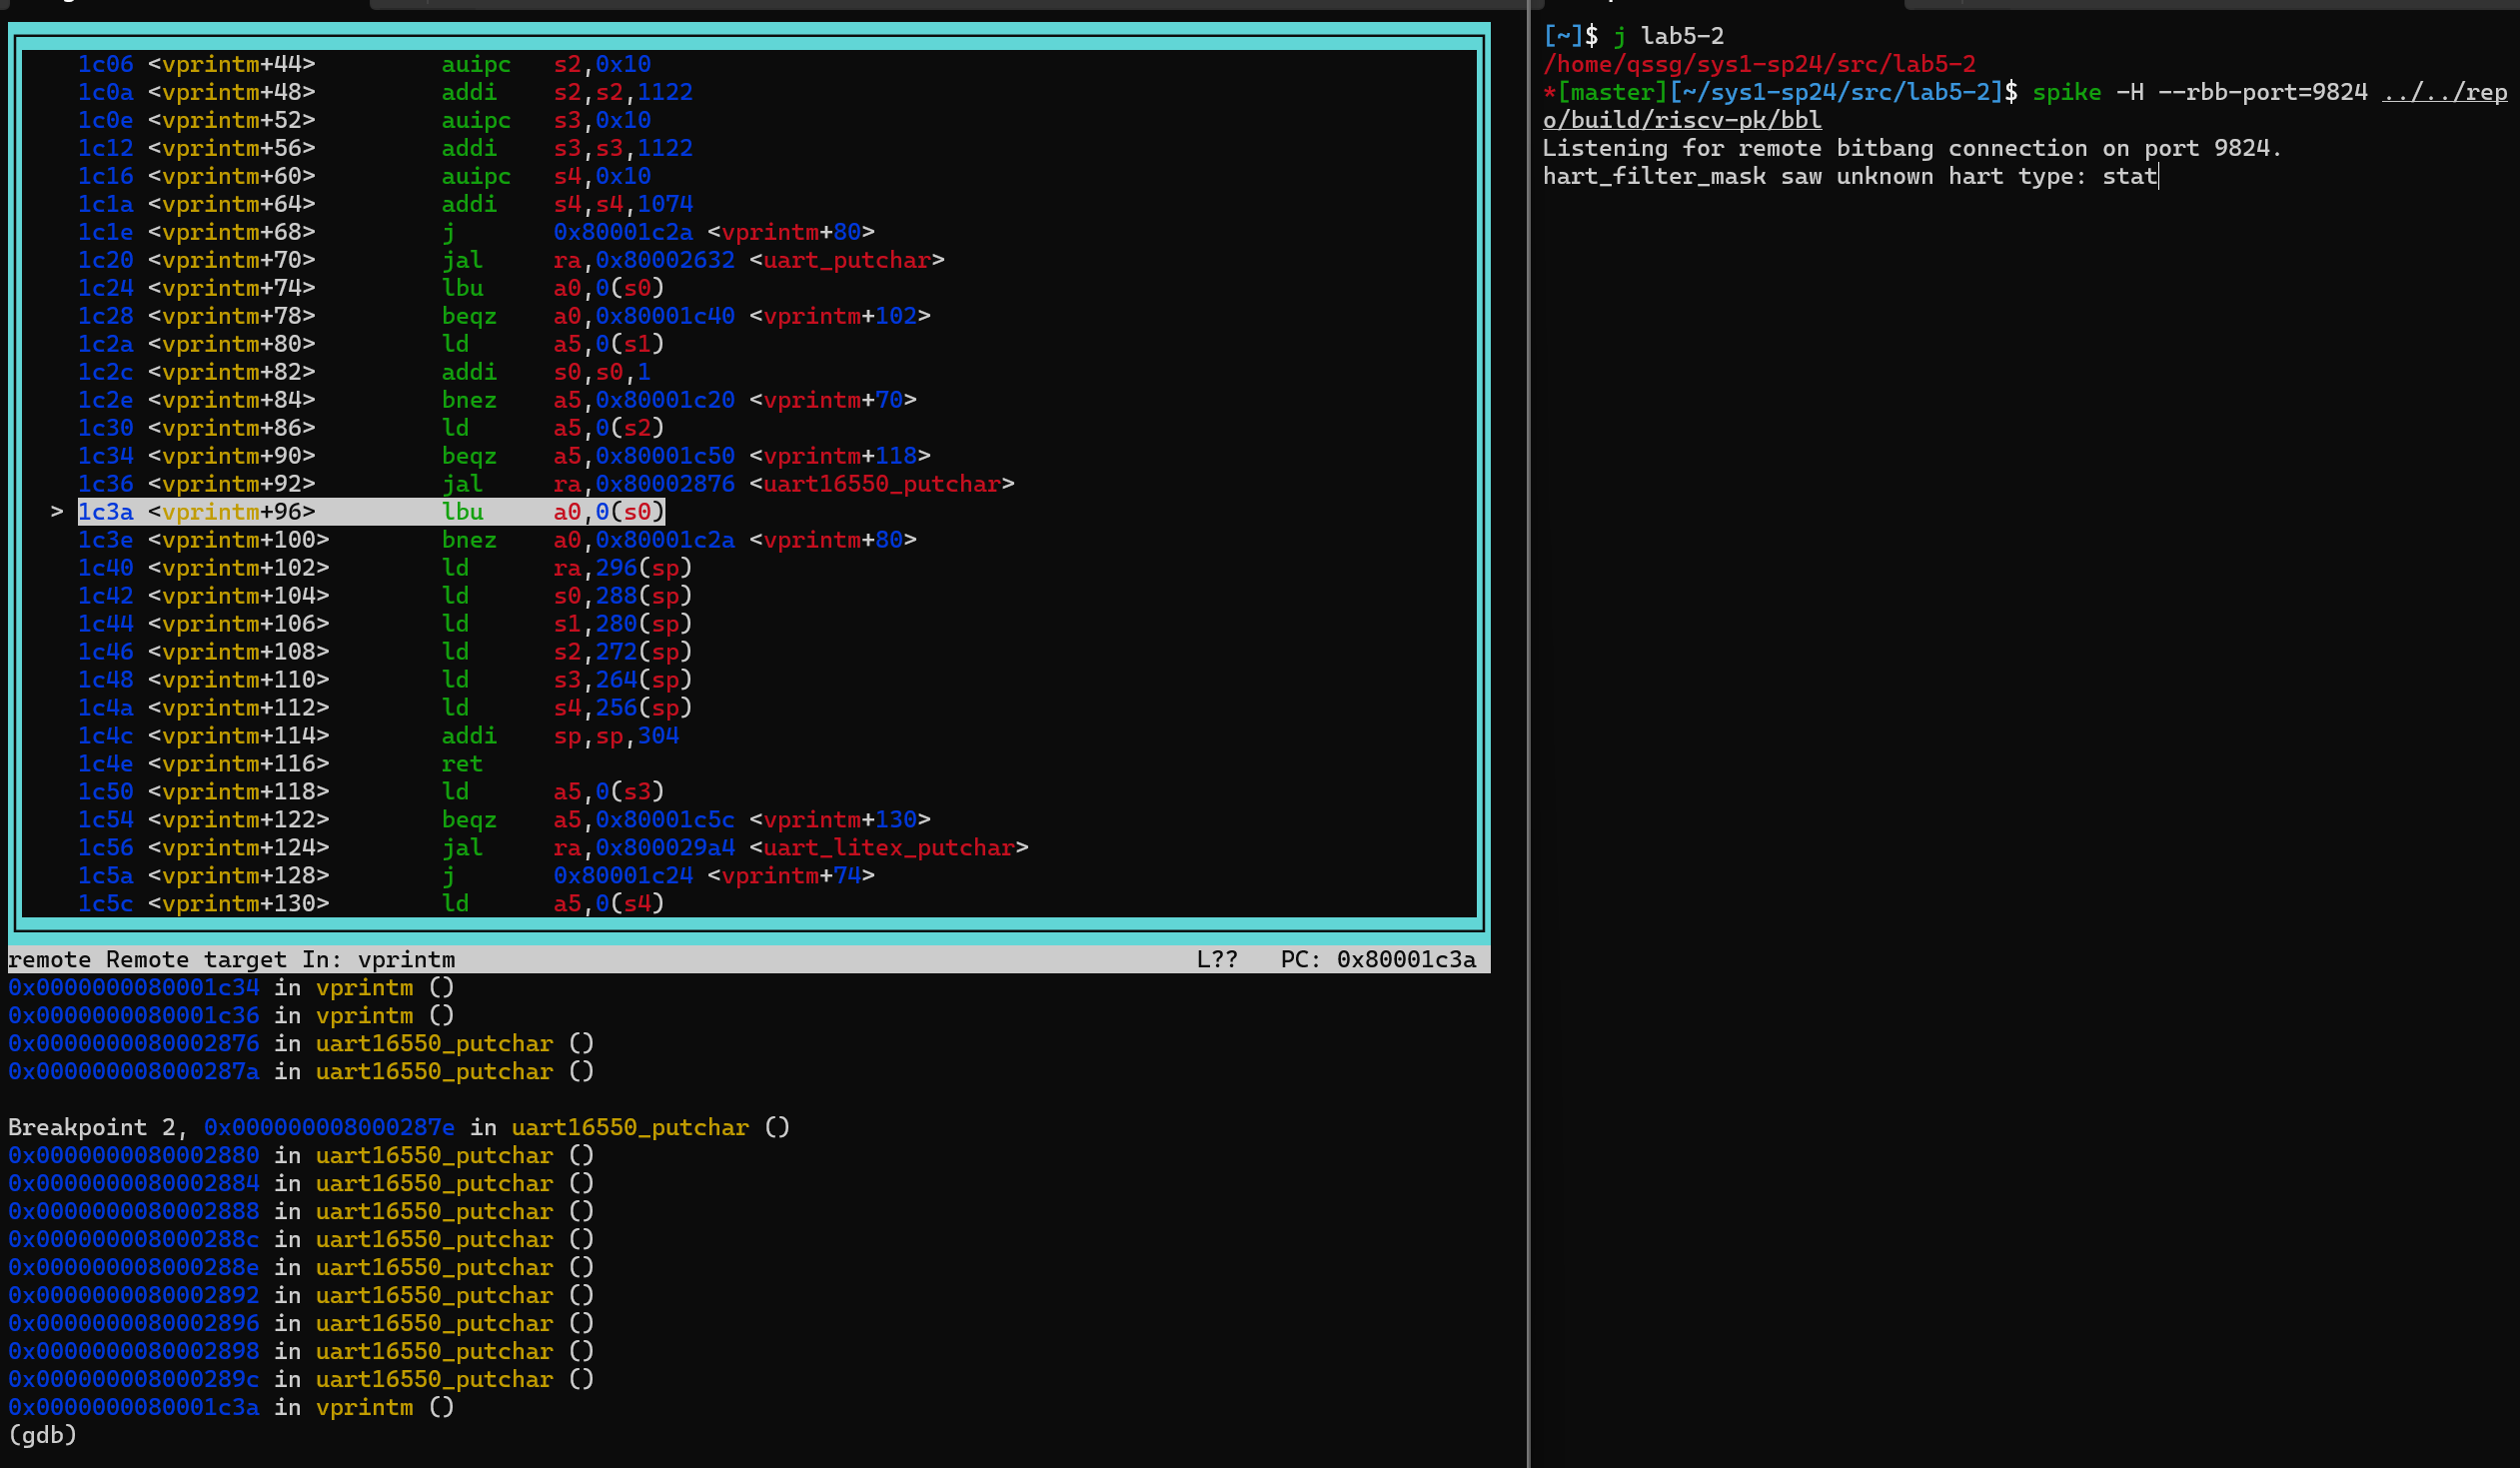 1c06 <vprintm+44> auipc s2,0x10
1c0a <vprintm+48> addi s2,s2,1122
1c0e <vprintm+52> auipc s3,0x10
1c12 <vprintm+56> addi s3,s3,1122
1c16 <vprintm+60> auipc s4,0x10
1c1a <vprintm+64> addi s4,s4,1074
1c1e <vprintm+68> j 0x80001c2a <vprintm+80>
1c20 <vprintm+70> jal ra,0x80002632 <uart_putchar>
1c24 <vprintm+74> lbu a0,0(s0)
1c28 <vprintm+78> beqz a0,0x80001c40 <vprintm+102>
1c2a <vprintm+80> ld a5,0(s1)
1c2c <vprintm+82> addi s0,s0,1
1c2e <vprintm+84> bnez a5,0x80001c20 <vprintm+70>
1c30 <vprintm+86> ld a5,0(s2)
1c34 <vprintm+90> beqz a5,0x80001c50 <vprintm+118>
1c36 <vprintm+92> jal ra,0x80002876 <uart16550_putchar>
> 1c3a <vprintm+96> lbu a0,0(s0)
1c3e <vprintm+100> bnez a0,0x80001c2a <vprintm+80>
1c40 <vprintm+102> ld ra,296(sp)
1c42 <vprintm+104> ld s0,288(sp)
1c44 <vprintm+106> ld s1,280(sp)
1c46 <vprintm+108> ld s2,272(sp)
1c48 <vprintm+110> ld s3,264(sp)
1c4a <vprintm+112> ld s4,256(sp)
1c4c <vprintm+114> addi sp,sp,304
1c4e <vprintm+116> ret
1c50 <vprintm+118> ld a5,0(s3)
1c54 <vprintm+122> beqz a5,0x80001c5c <vprintm+130>
1c56 <vprintm+124> jal ra,0x800029a4 <uart_litex_putchar>
1c5a <vprintm+128> j 0x80001c24 <vprintm+74>
1c5c <vprintm+130> ld a5,0(s4)
remote Remote target In: vprintm L?? PC: 0x80001c3a
0x0000000080001c34 in vprintm ()
0x0000000080001c36 in vprintm ()
0x0000000080002876 in uart16550_putchar ()
0x000000008000287a in uart16550_putchar ()
Breakpoint 2, 0x000000008000287e in uart16550_putchar ()
0x0000000080002880 in uart16550_putchar ()
0x0000000080002884 in uart16550_putchar ()
0x0000000080002888 in uart16550_putchar ()
0x000000008000288c in uart16550_putchar ()
0x000000008000288e in uart16550_putchar ()
0x0000000080002892 in uart16550_putchar ()
0x0000000080002896 in uart16550_putchar ()
0x0000000080002898 in uart16550_putchar ()
0x000000008000289c in uart16550_putchar ()
0x0000000080001c3a in vprintm ()
(gdb)
[~]$ j lab5-2
/home/qssg/sys1-sp24/src/lab5-2
*[master][~/sys1-sp24/src/lab5-2]$ spike -H --rbb-port=9824 ../../rep
o/build/riscv-pk/bbl
Listening for remote bitbang connection on port 9824.
hart_filter_mask saw unknown hart type: stat